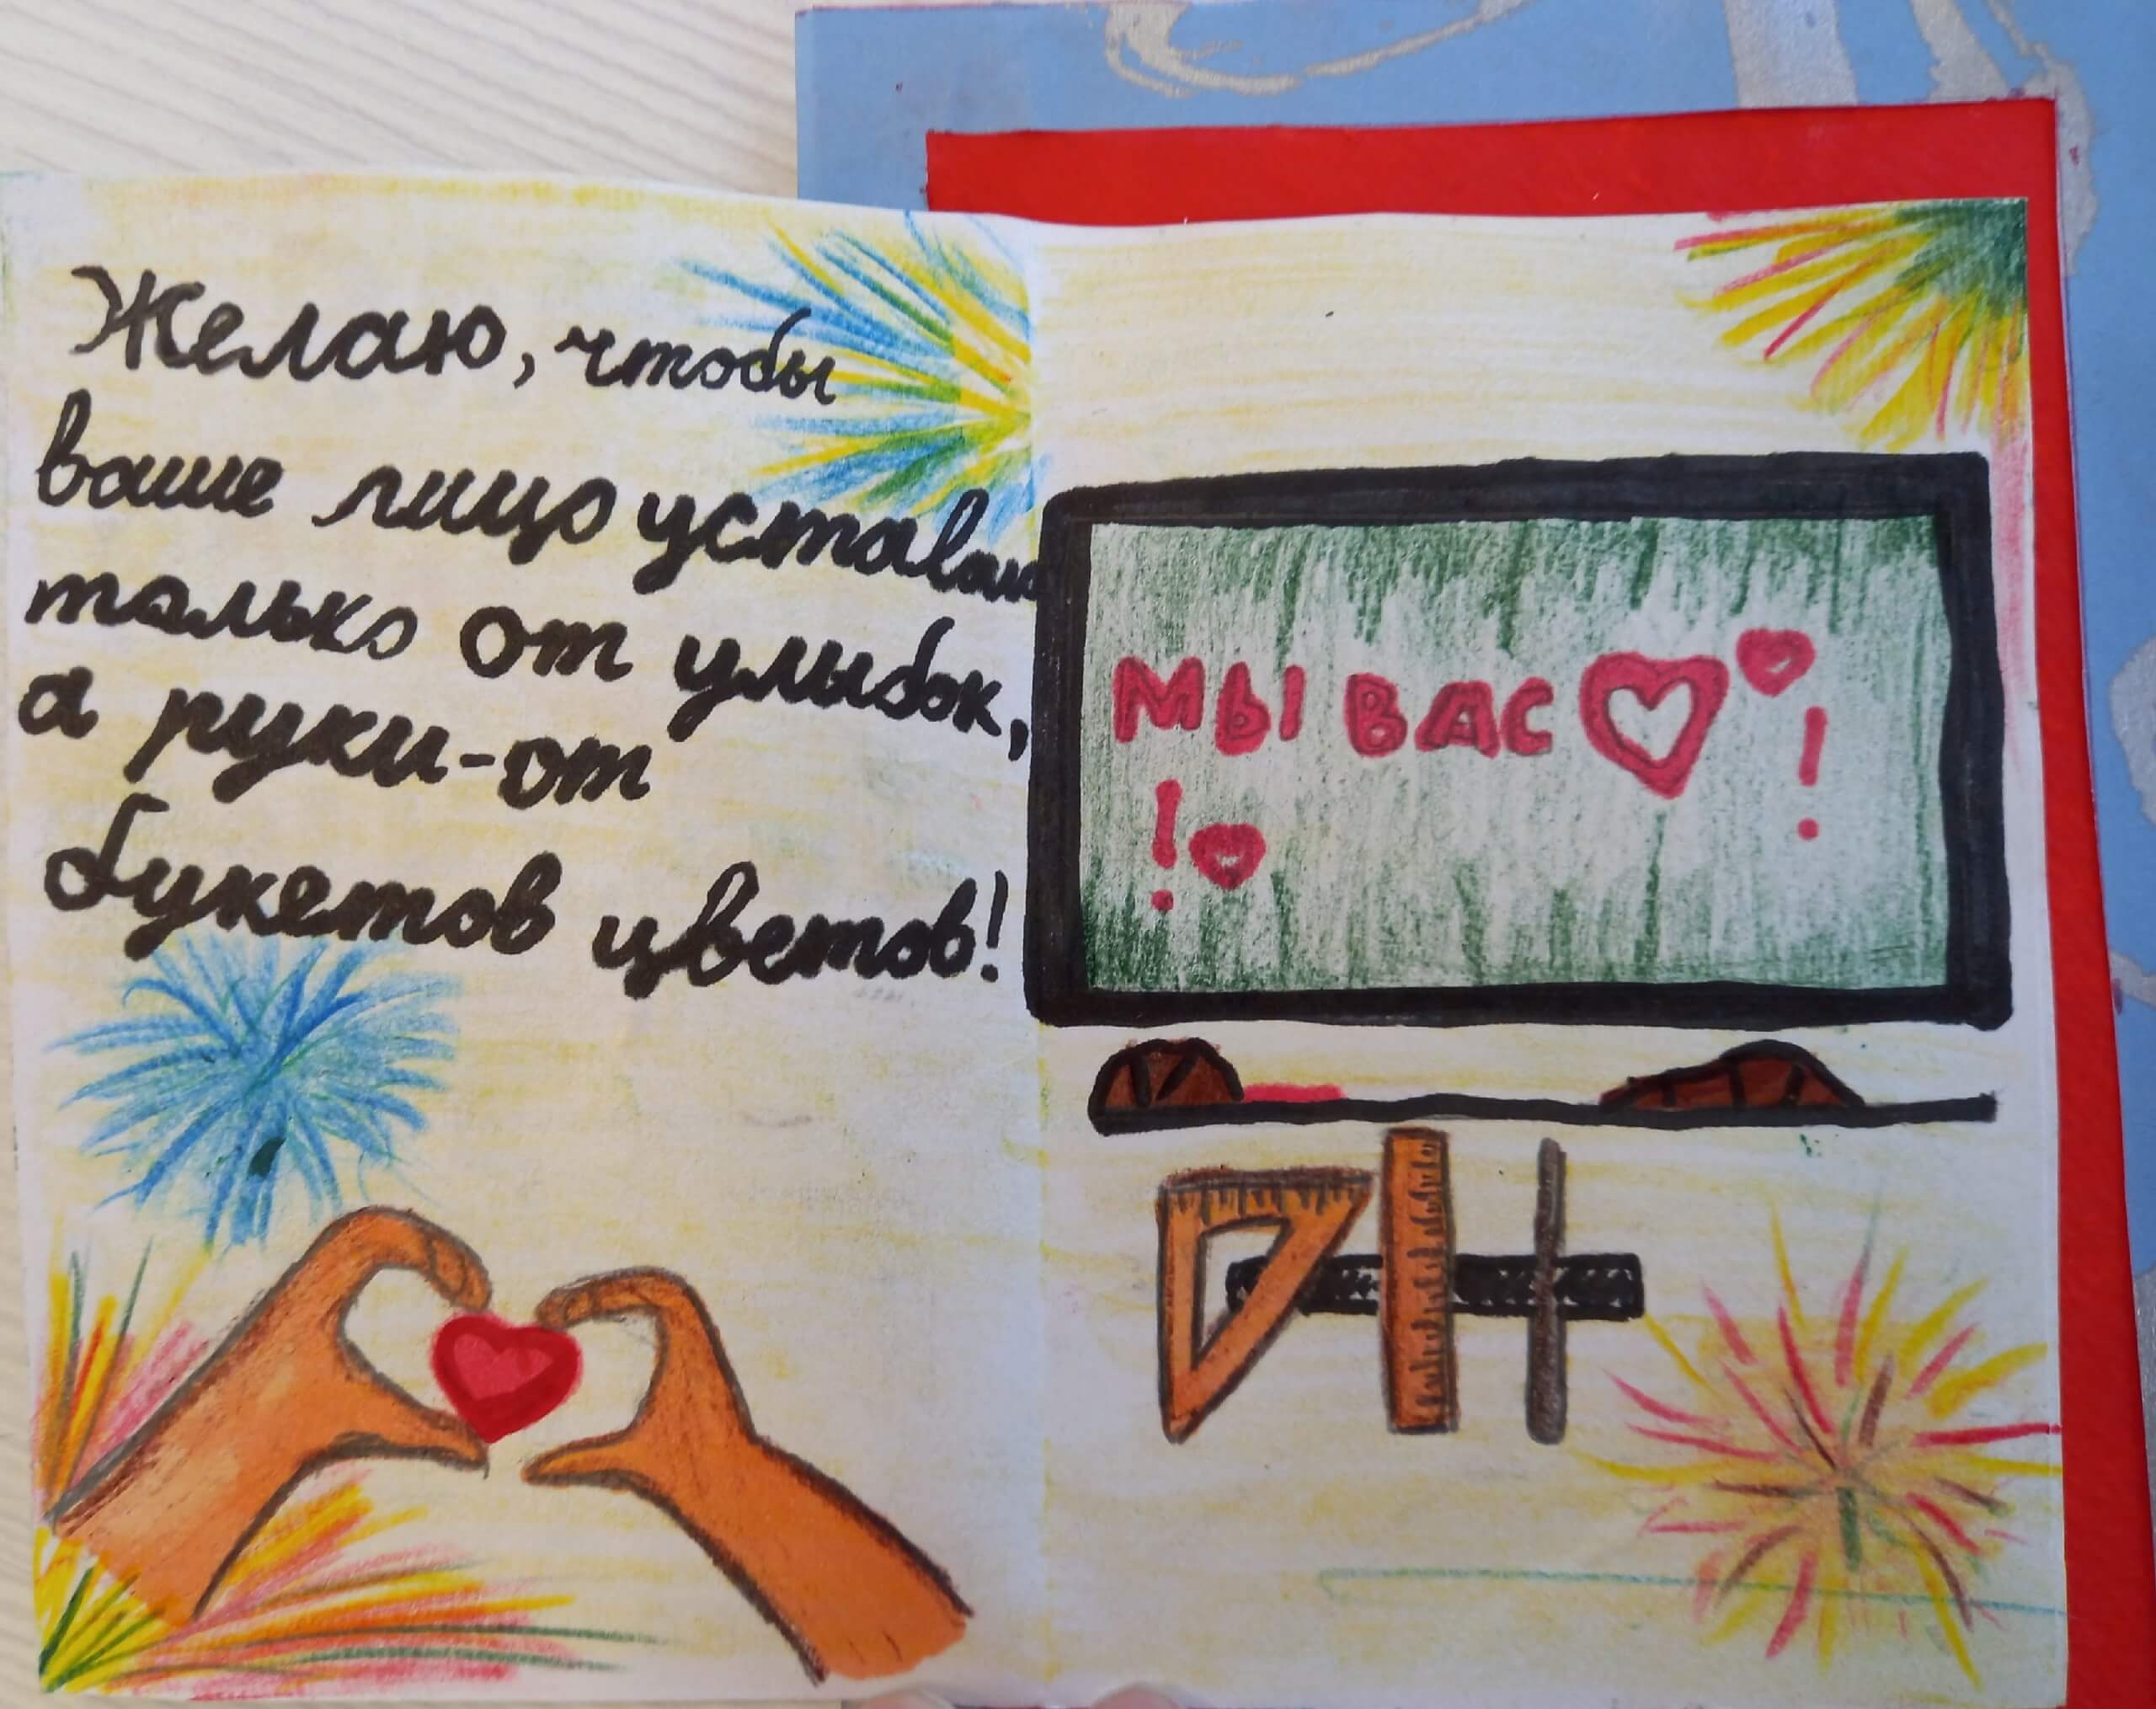 Желаю, чтобы
ваше лицо уставало
только от улыбок,
а руки-от
букетов цветов!
МЫ ВАС
!
!